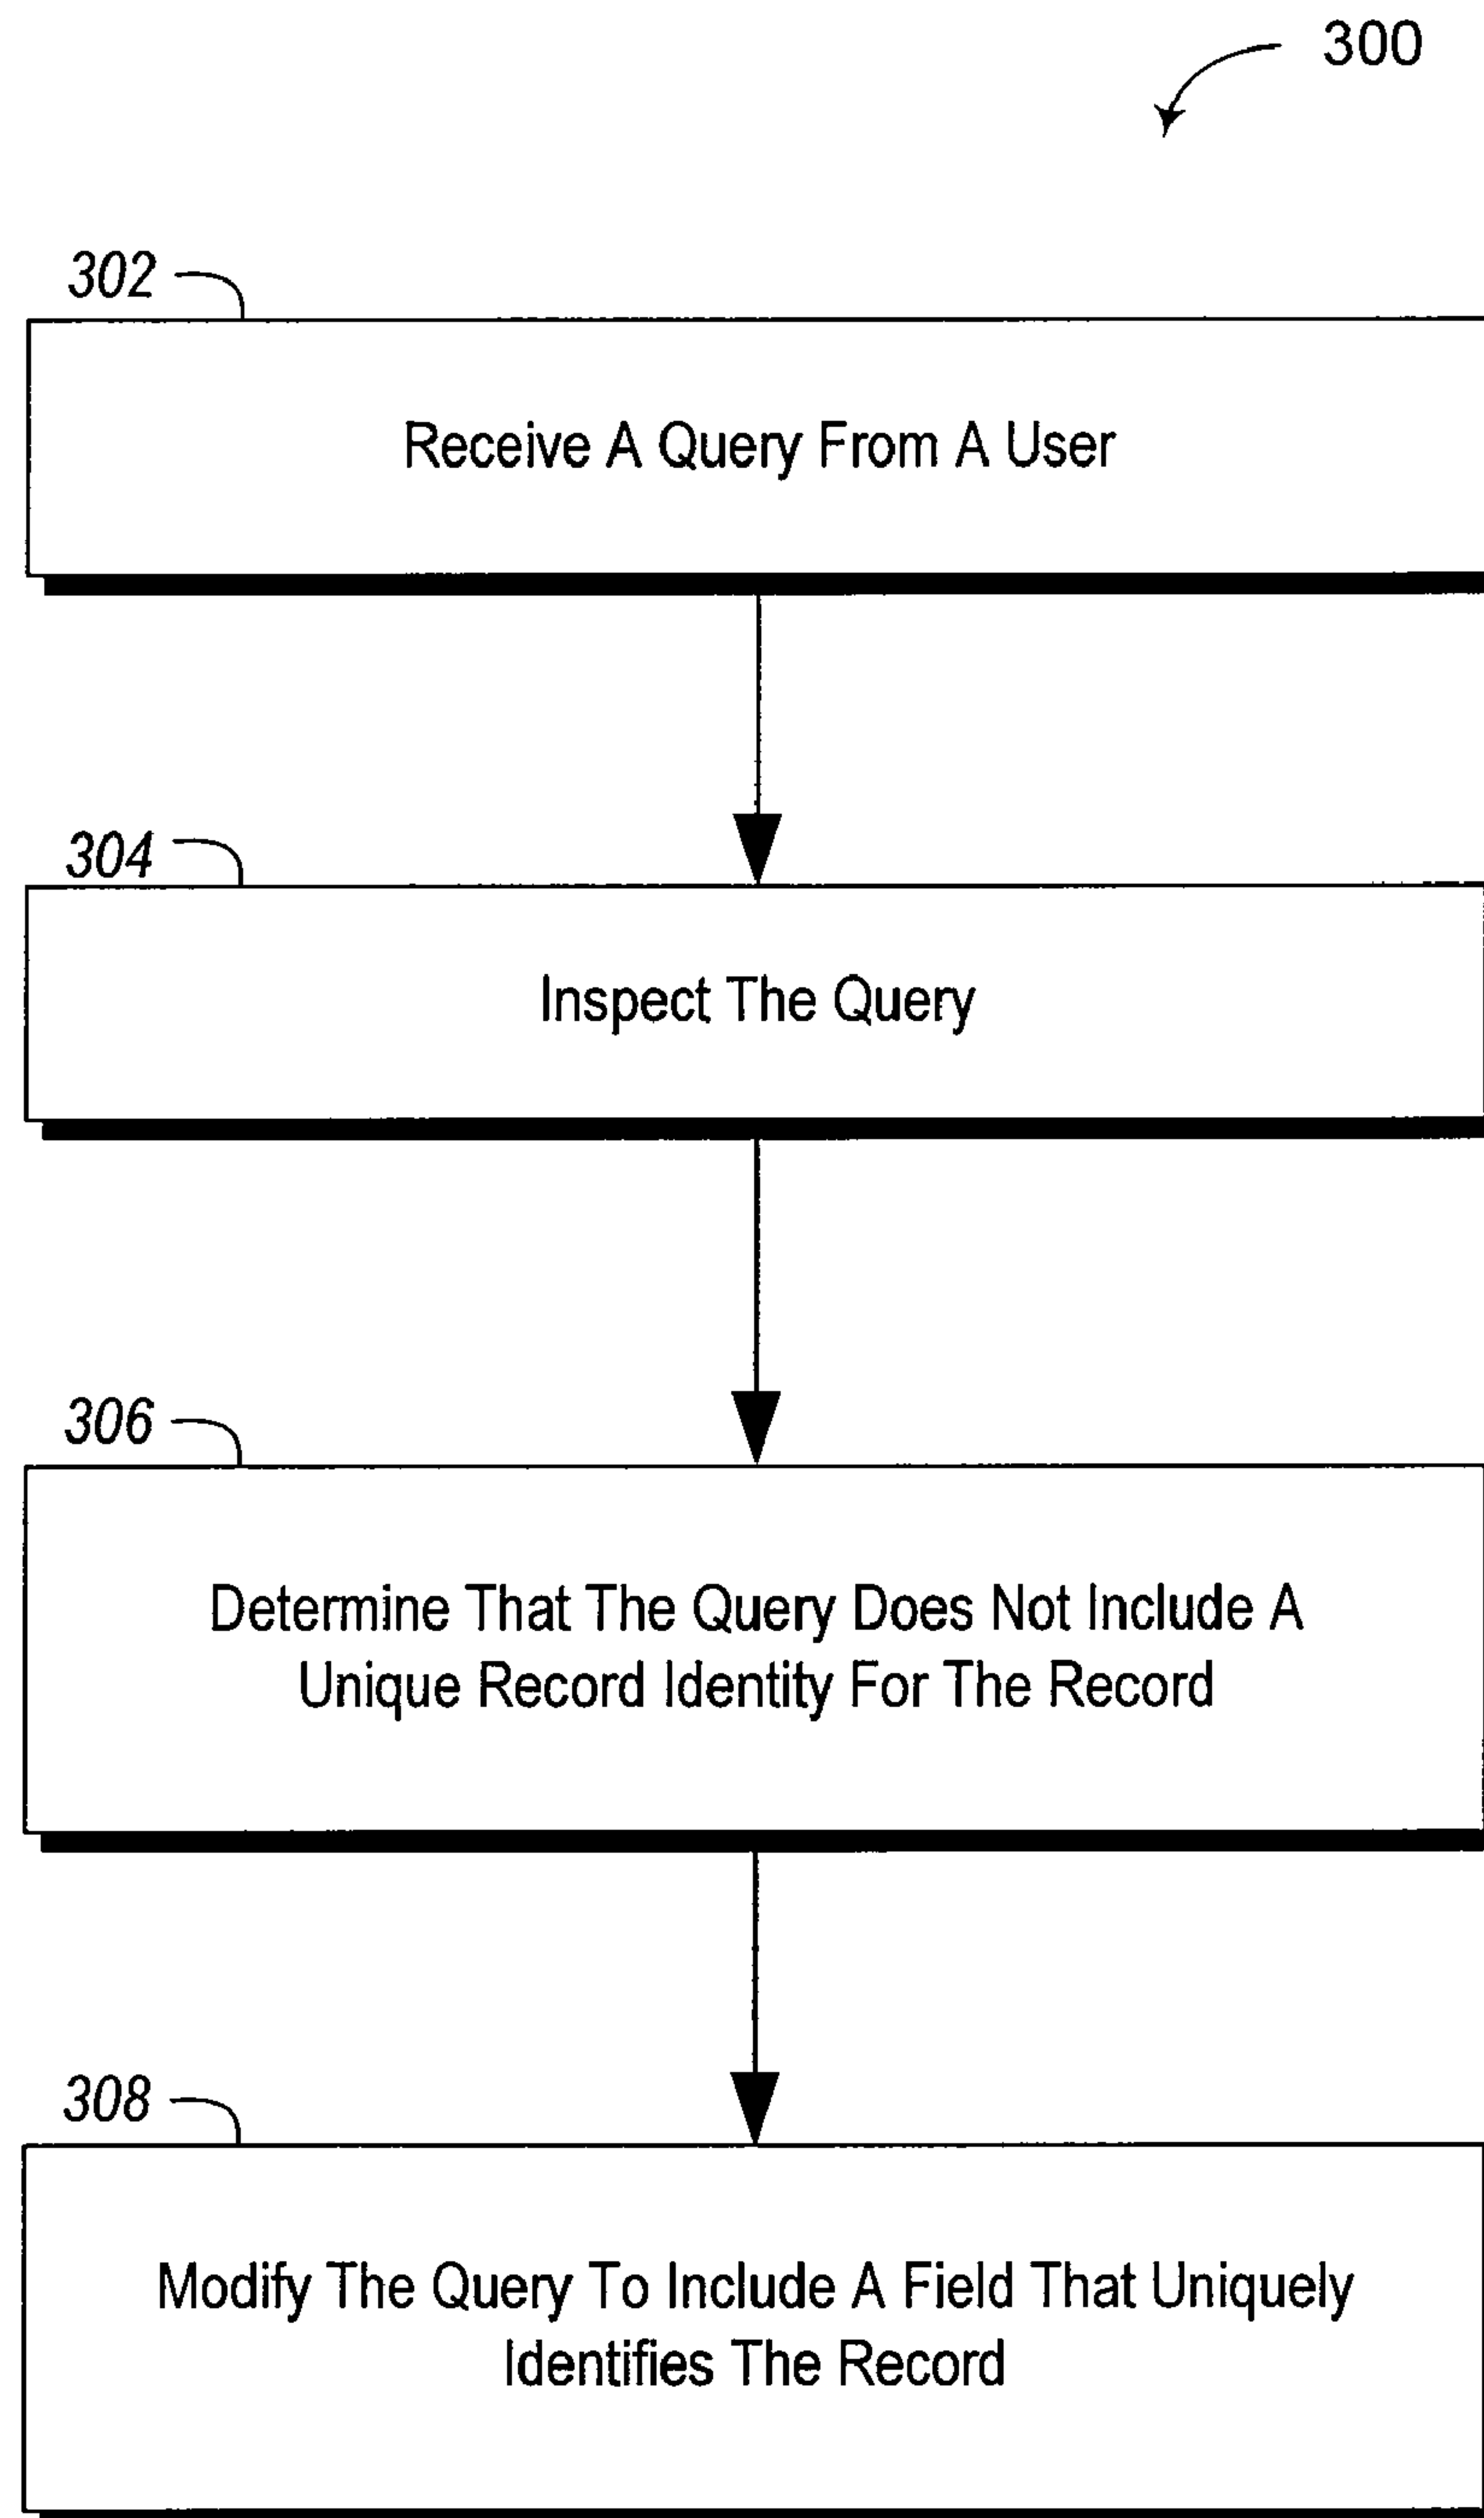 300
302
Receive A Query From A User
304
Inspect The Query
306
Determine That The Query Does Not Include A
Unique Record Identity For The Record
308
Modify The Query To Include A Field That Uniquely
Identifies The Record